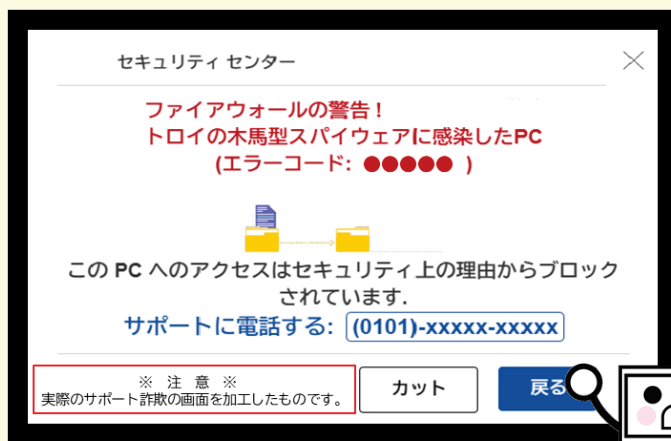 セキュリティ センター
ファイアウォールの警告！
トロイの木馬型スパイウェアに感染したPC
(エラーコード: ●●●●● )
この PC へのアクセスはセキュリティ上の理由からブロック
されています.
サポートに電話する: (0101)-xxxxx-xxxxx
※ 注 意 ※
実際のサポート詐欺の画面を加工したものです。
カット
戻る